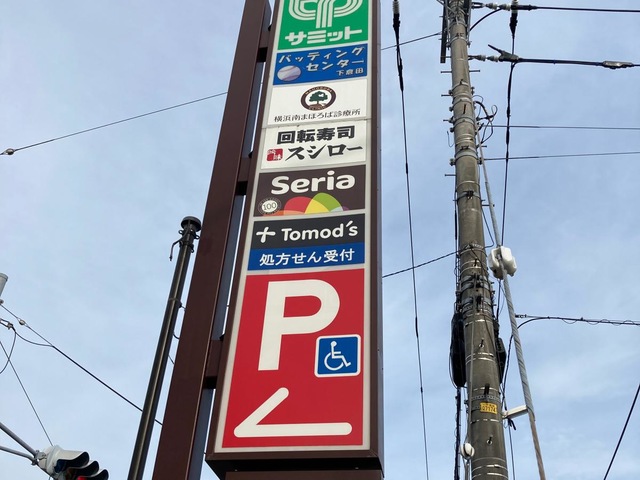 サミット
バッティング
センター
下倉田
横浜南まほろば診療所
回転寿司
スシロー
Seria
100
+ Tomod's
処方せん受付
P